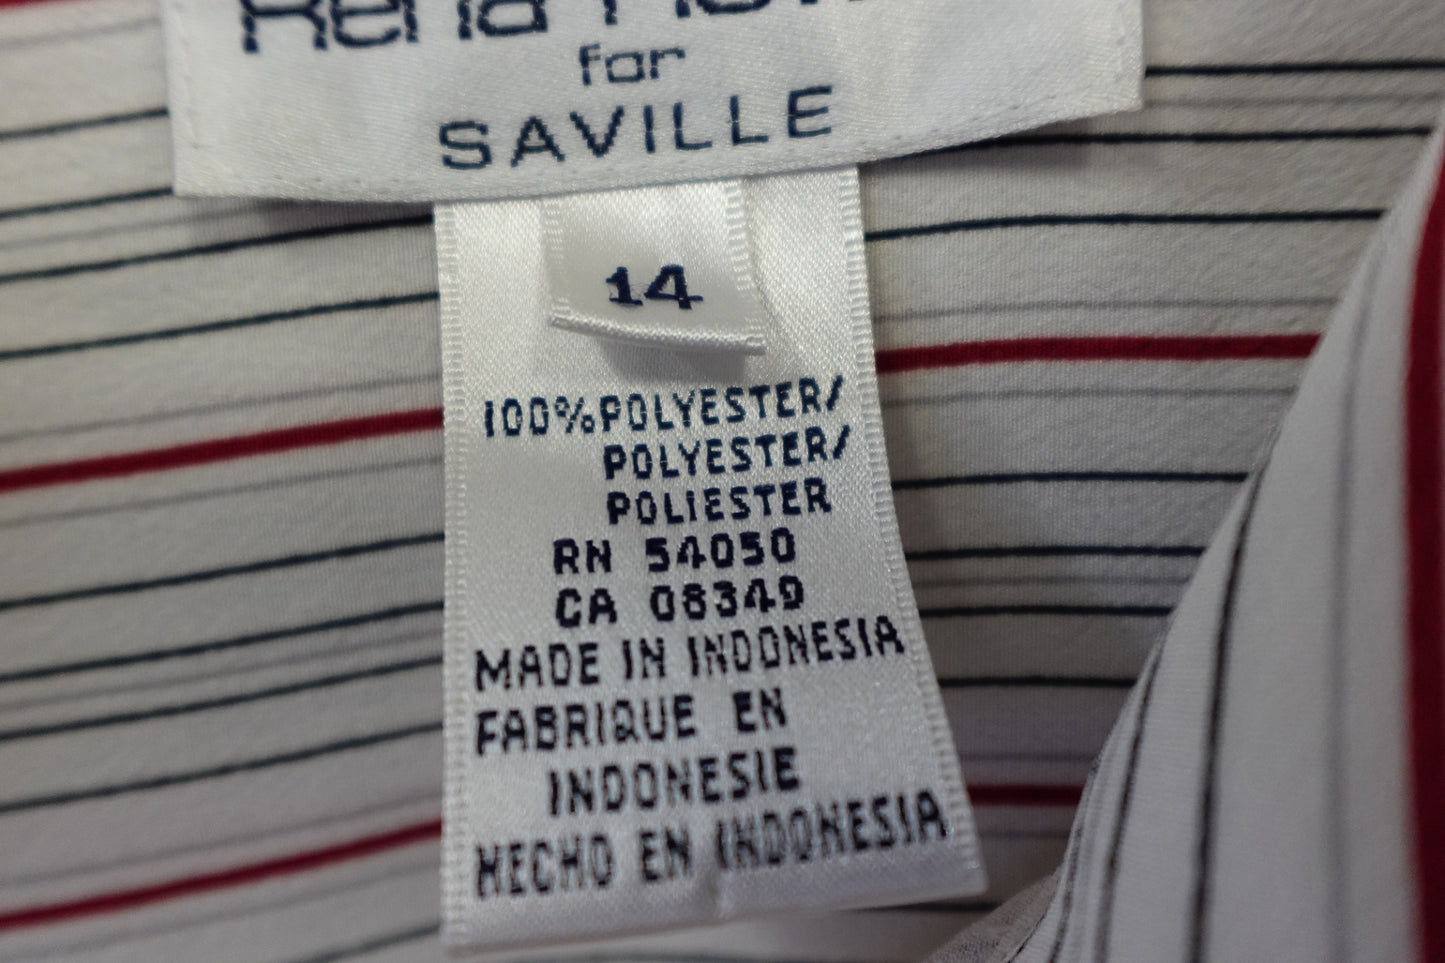 for
SAVILLE
14
100%POLYESTER/
POLYESTER/
POLIESTER
RN 54050
CA 08349
MADE IN INDONESIA
FABRIQUE EN
INDONESIE
HECHO EN INDONESIA